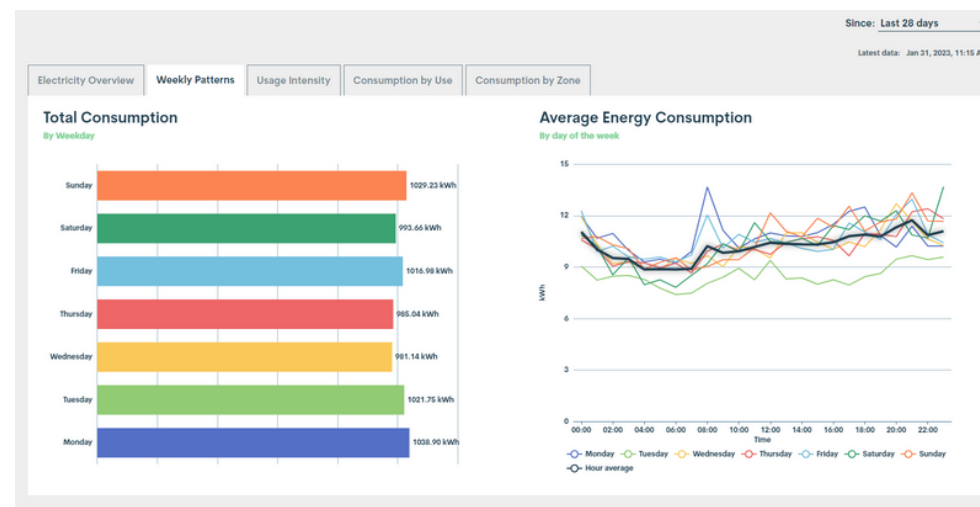 Since: Last 28 days
Latest data: Jan 31, 2023, 11:15 A
Electricity Overview Weekly Patterns Usage Intensity Consumption by Use Consumption by Zone
Total Consumption
By Weekday
Sunday 1029.23 kWh
Saturday 993.66 kWh
Friday 1016.98 kWh
Thursday 985.04 kWh
Wednesday 981.14 kWh
Tuesday 1021.75 kWh
Monday 1038.90 kWh
Average Energy Consumption
By day of the week
15
12
9
kWh
6
3
0
00:00 02:00 04:00 06:00 08:00 10:00 12:00 14:00 16:00 18:00 20:00 22:00
Time
Monday Tuesday Wednesday Thursday Friday Saturday Sunday
Hour average